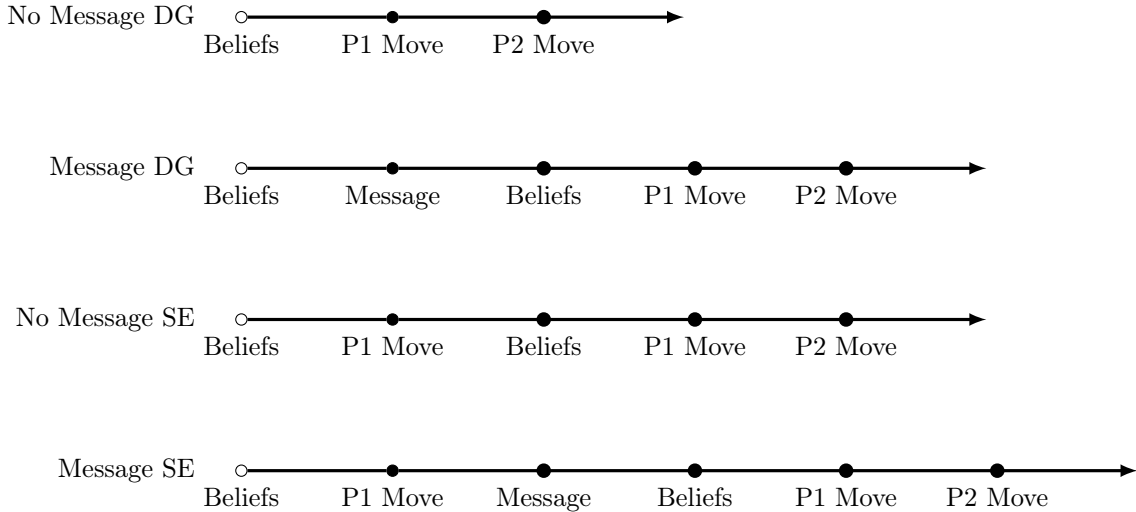 No Message DG
Beliefs P1 Move P2 Move
Message DG
Beliefs Message Beliefs P1 Move P2 Move
No Message SE
Beliefs P1 Move Beliefs P1 Move P2 Move
Message SE
Beliefs P1 Move Message Beliefs P1 Move P2 Move